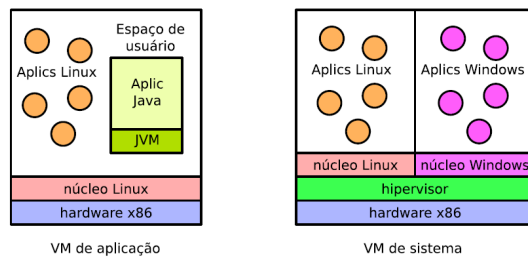 Espaço de
usuário
Aplics Linux
Aplic
Java
JVM
núcleo Linux
hardware x86
VM de aplicação
Aplics Linux
Aplics Windows
núcleo Linux
núcleo Windows
hipervisor
hardware x86
VM de sistema